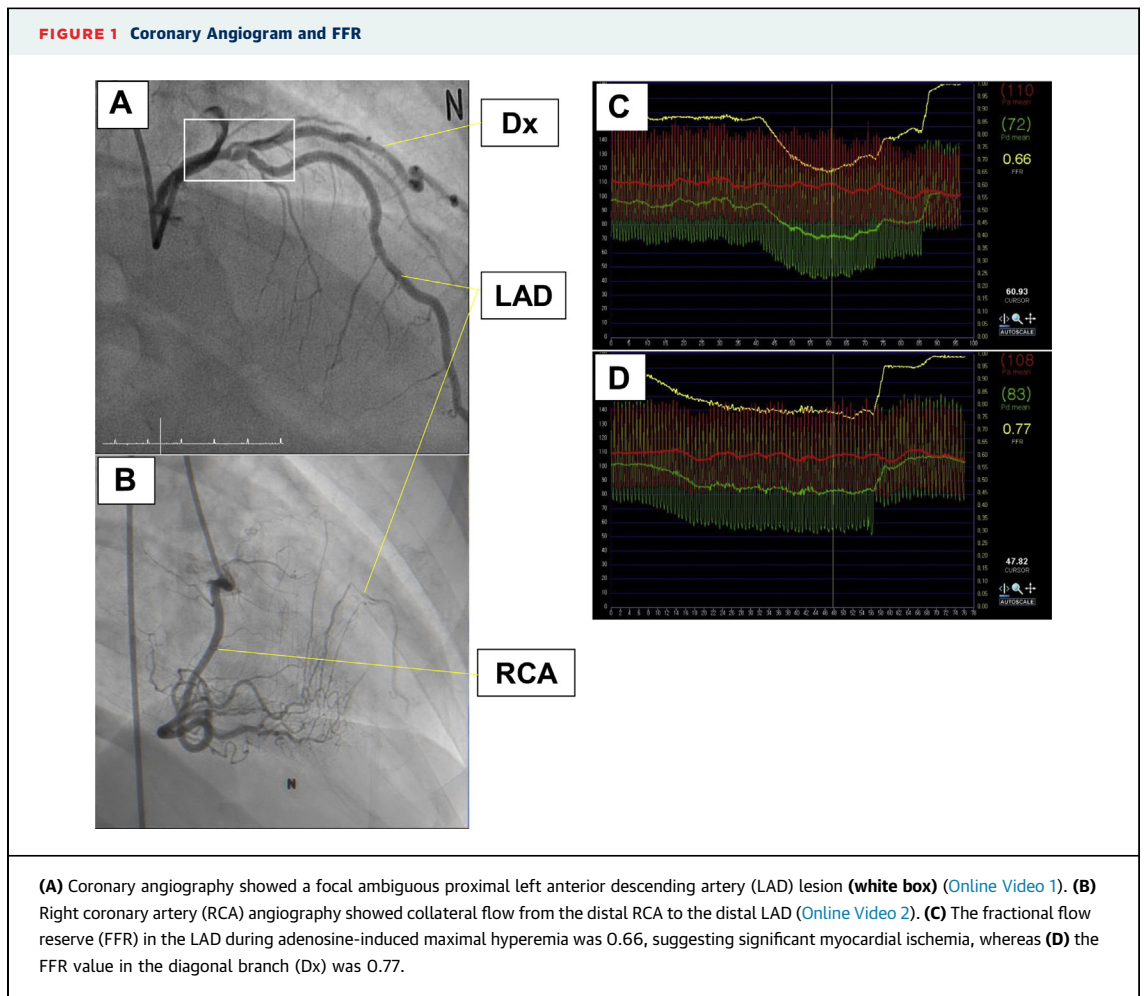 FIGURE 1 Coronary Angiogram and FFR
A
N
Dx
LAD
B
RCA
N
C
(110
Pa mean
(72)
Pd mean
0.66
FFR
60.93
CURSOR
AUTOSCALE
D
(108
Pa mean
(83)
Pd mean
0.77
FFR
47.82
CURSOR
AUTOSCALE
(A) Coronary angiography showed a focal ambiguous proximal left anterior descending artery (LAD) lesion (white box) (Online Video 1). (B)
Right coronary artery (RCA) angiography showed collateral flow from the distal RCA to the distal LAD (Online Video 2). (C) The fractional flow
reserve (FFR) in the LAD during adenosine-induced maximal hyperemia was 0.66, suggesting significant myocardial ischemia, whereas (D) the
FFR value in the diagonal branch (Dx) was 0.77.